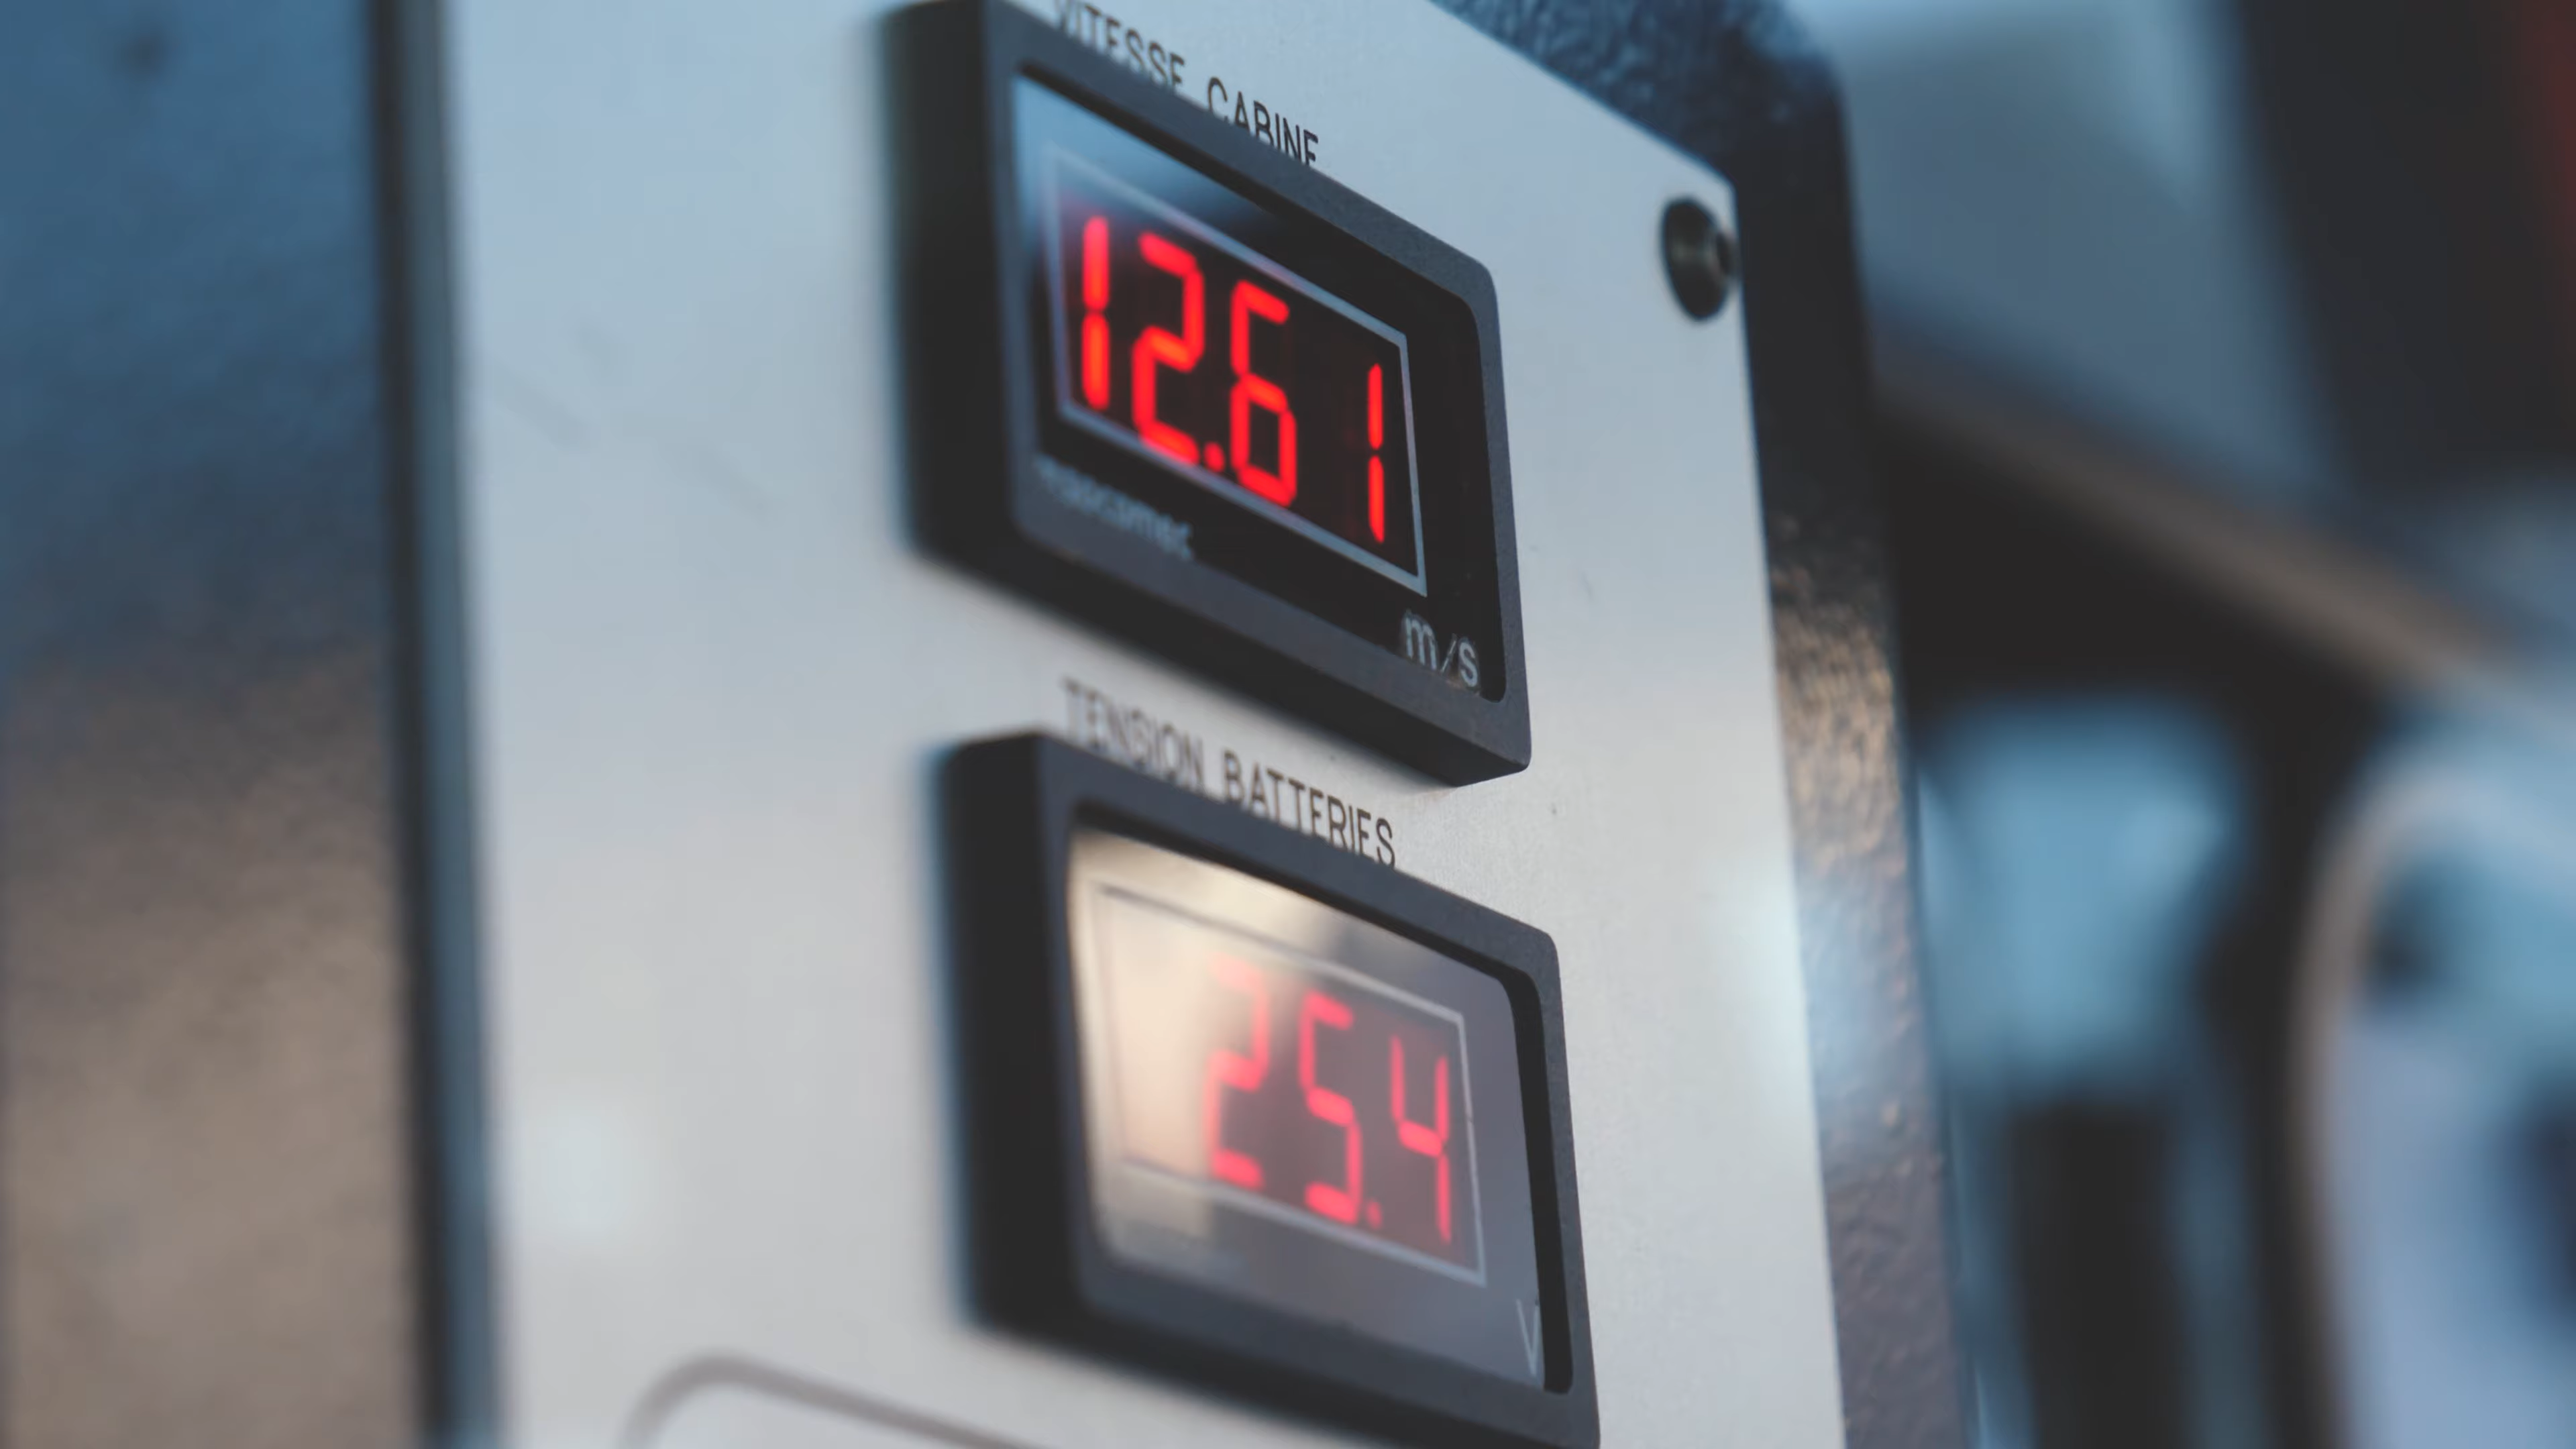 VITESSE CABINE
12.61
m/s
TENSION BATTERIES
25.4
V